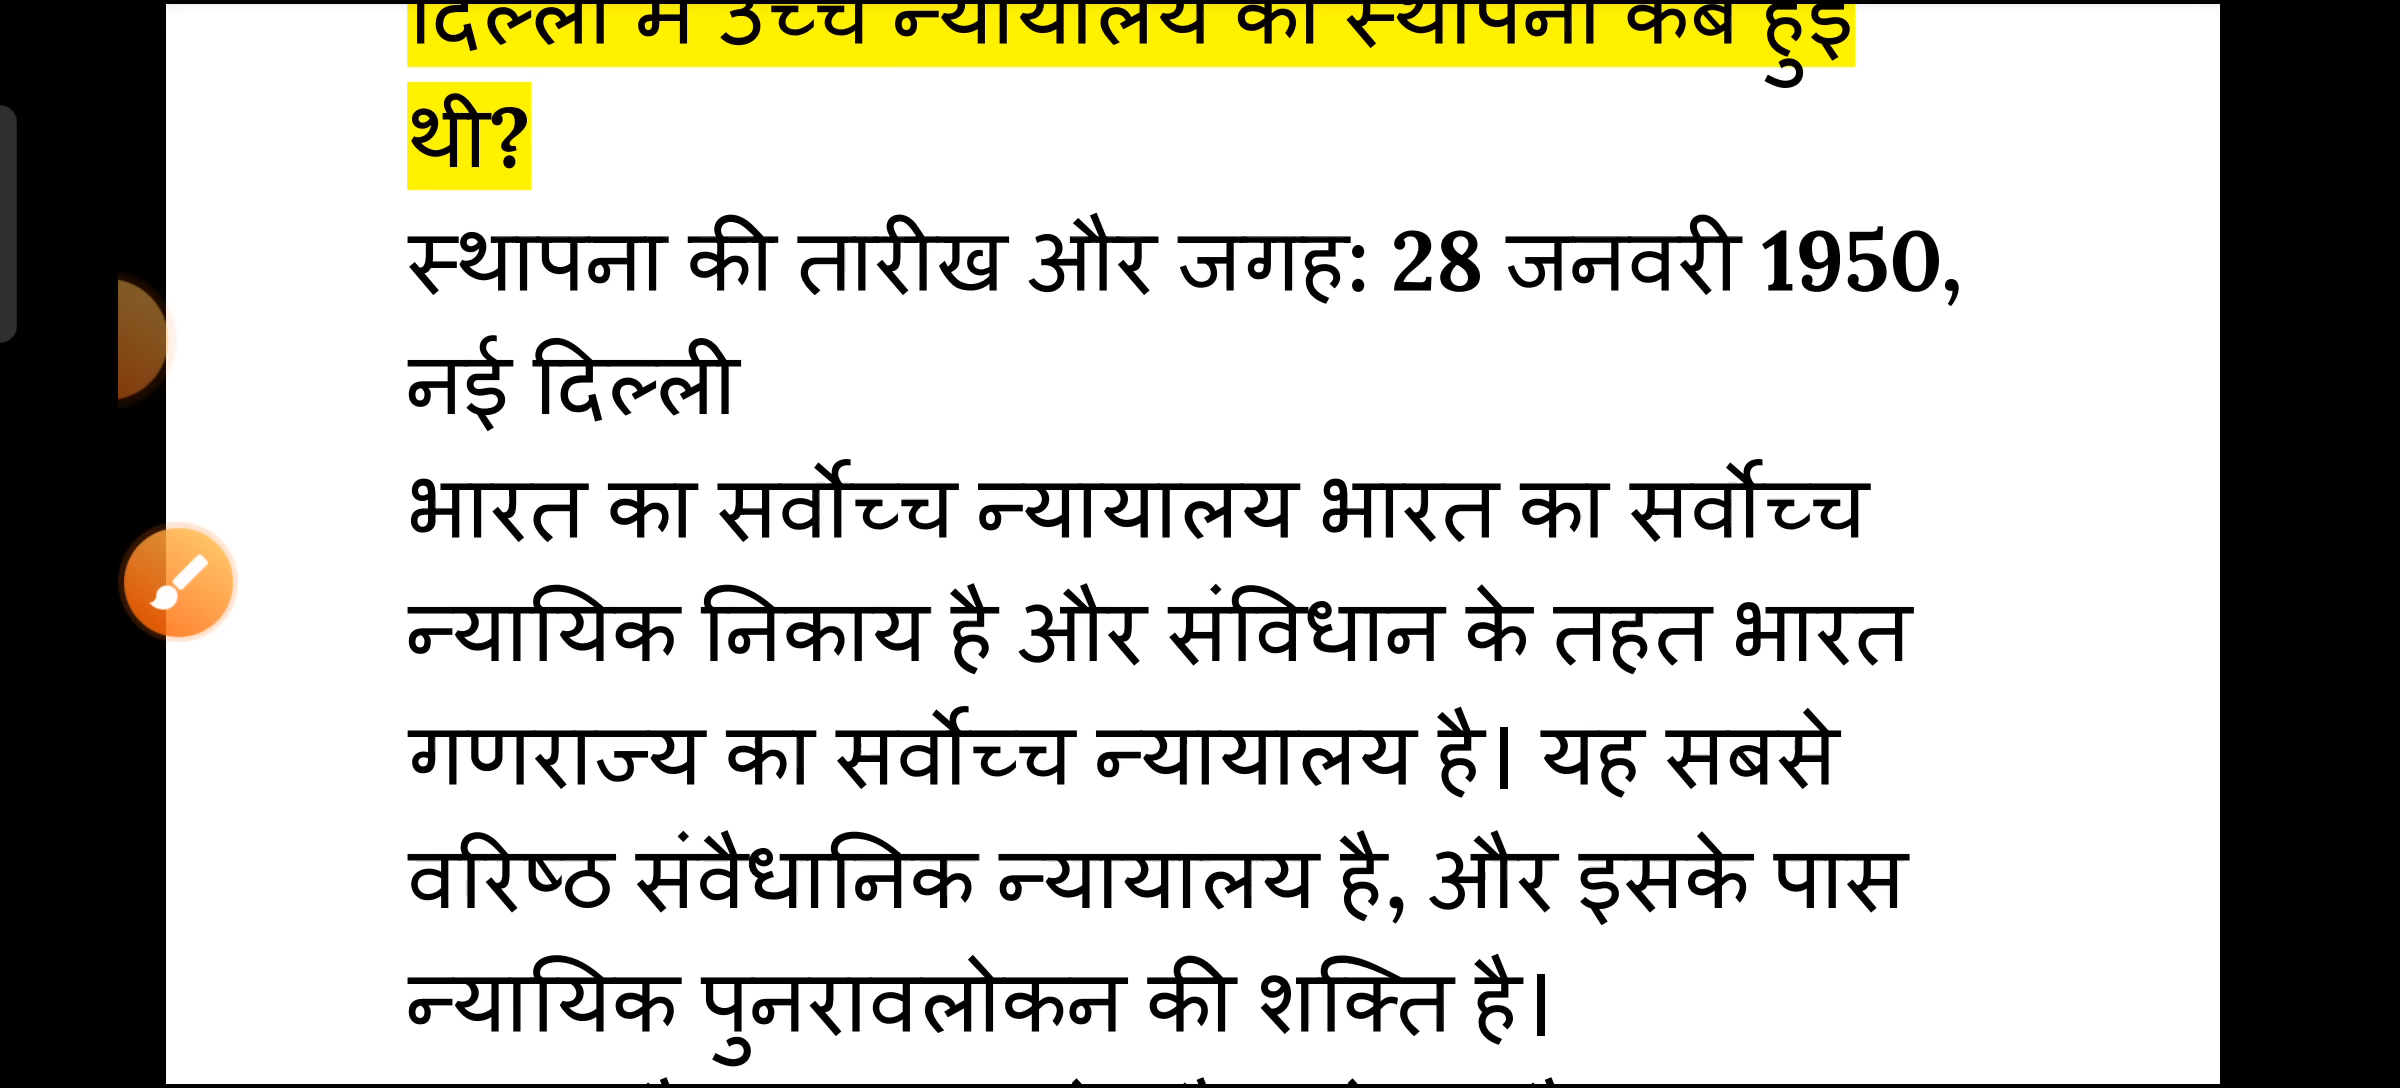 दिल्ली में उच्च न्यायालय की स्थापना कब हुई
थी?
स्थापना की तारीख और जगह: 28 जनवरी 1950,
नई दिल्ली
भारत का सर्वोच्च न्यायालय भारत का सर्वोच्च
न्यायिक निकाय है और संविधान के तहत भारत
गणराज्य का सर्वोच्च न्यायालय है। यह सबसे
वरिष्ठ संवैधानिक न्यायालय है, और इसके पास
न्यायिक पुनरावलोकन की शक्ति है।